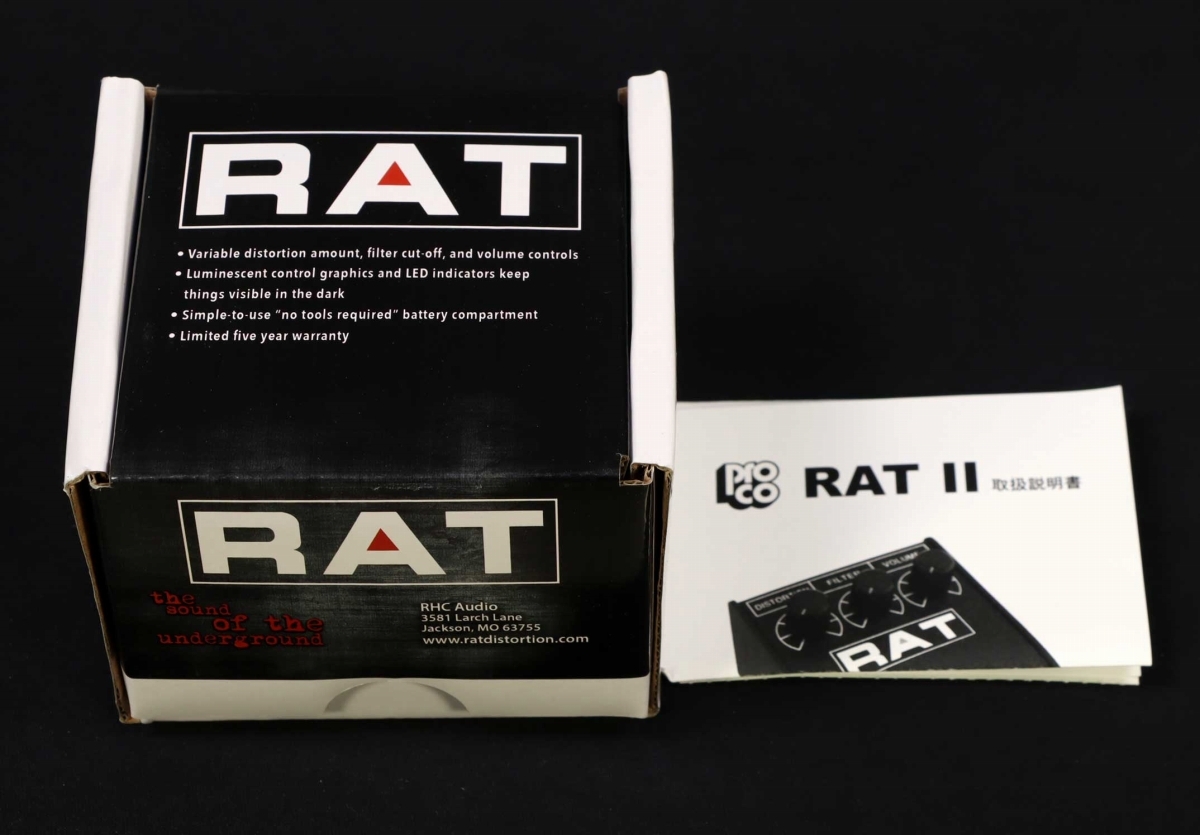 RAT
• Variable distortion amount, filter cut-off, and volume controls
• Luminescent control graphics and LED indicators keep
things visible in the dark
• Simple-to-use "no tools required" battery compartment
• Limited five year warranty
RAT
the
sound
of the
underground
RHC Audio
3581 Larch Lane
Jackson, MO 63755
www.ratdistortion.com
pro
co
RAT II 取扱説明書
DISTORTION FILTER VOLUME
RAT